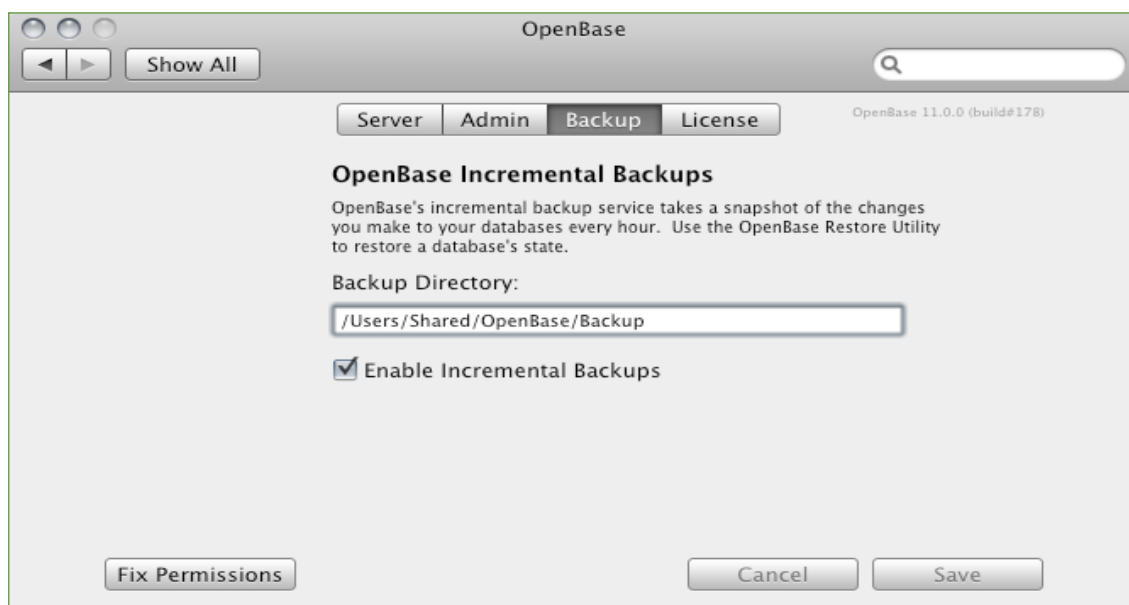 OpenBase
Show All
Server Admin Backup License
OpenBase 11.0.0 (build#178)
OpenBase Incremental Backups
OpenBase's incremental backup service takes a snapshot of the changes
you make to your databases every hour. Use the OpenBase Restore Utility
to restore a database's state.
Backup Directory:
/Users/Shared/OpenBase/Backup
Enable Incremental Backups
Fix Permissions Cancel Save